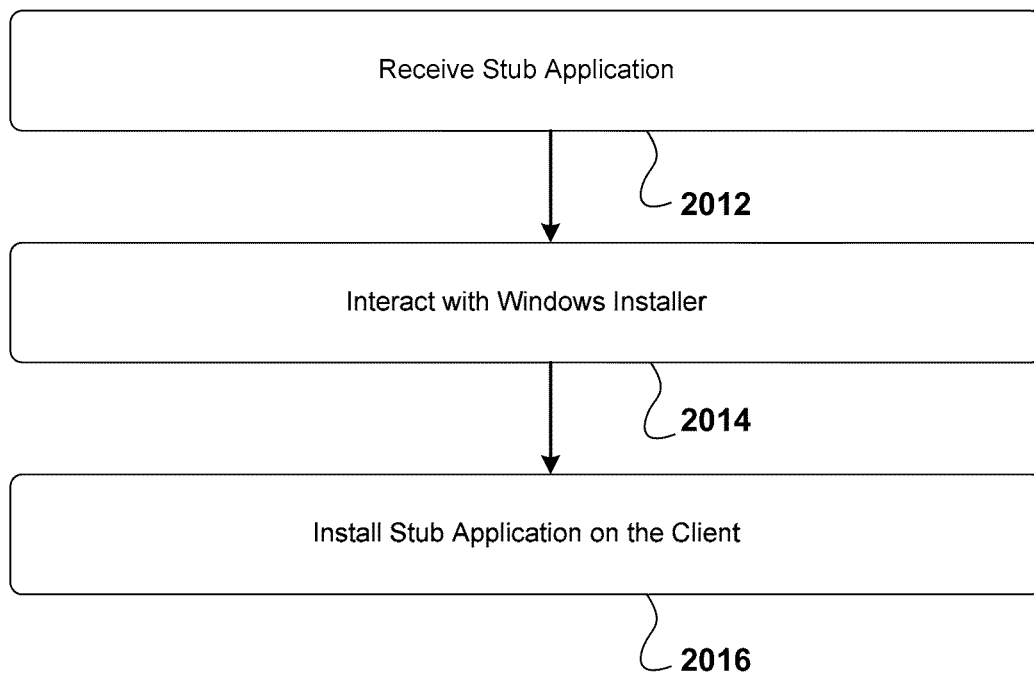 Receive Stub Application
2012
Interact with Windows Installer
2014
Install Stub Application on the Client
2016